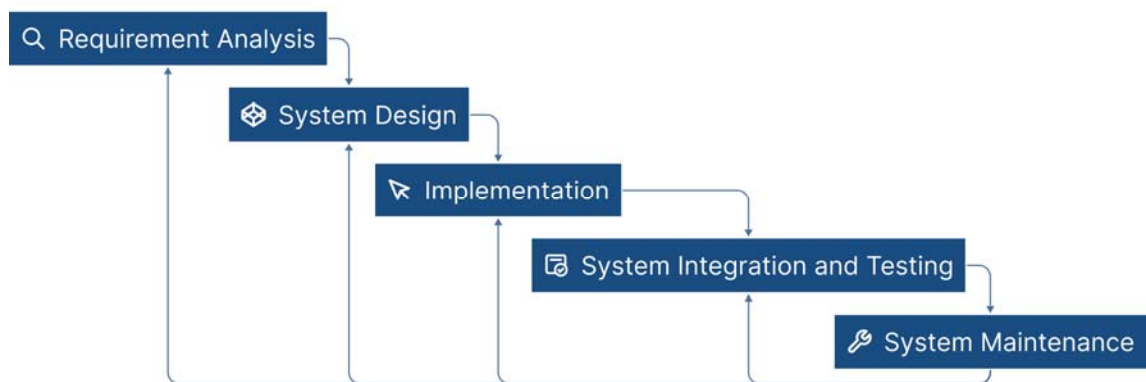 Requirement Analysis
System Design
Implementation
System Integration and Testing
System Maintenance